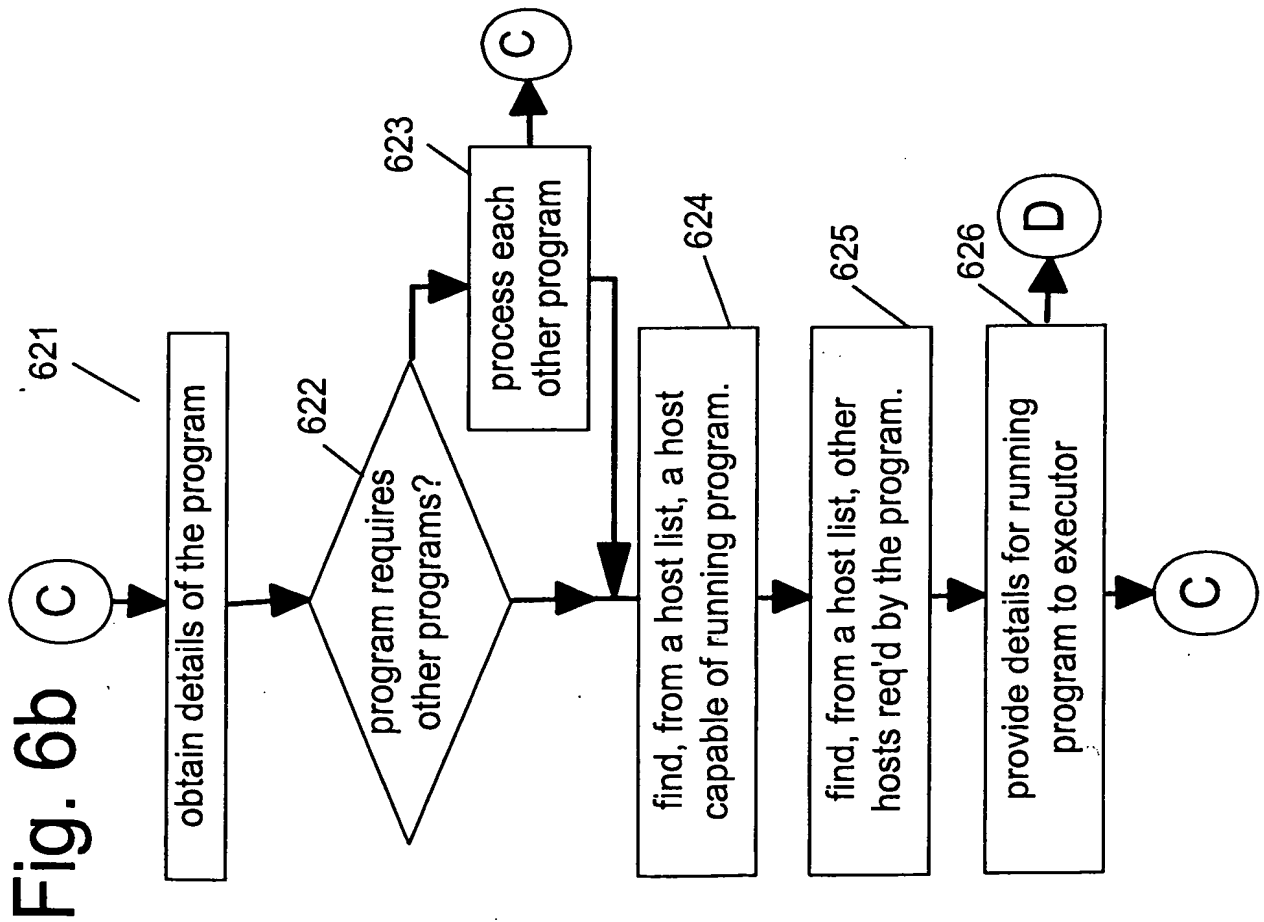 Fig. 6b
C
621
obtain details of the program
622
program requires
other programs?
623
process each
other program
C
624
find, from a host list, a host
capable of running program.
625
find, from a host list, other
hosts req'd by the program.
626
provide details for running
program to executor
D
C